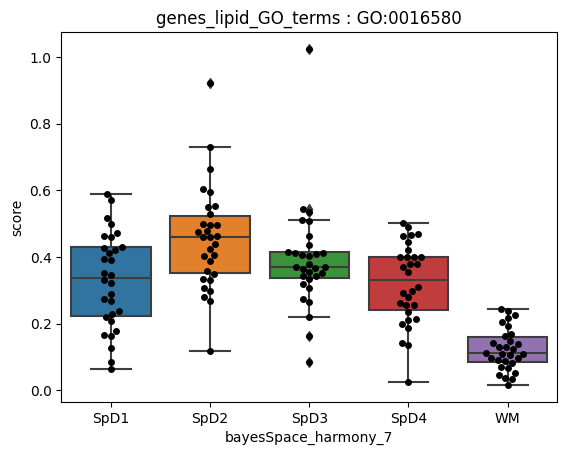 genes_lipid_GO_terms : GO:0016580
1.0
0.8
0.6
0.4
0.2
0.0
score
SpD1 SpD2 SpD3 SpD4 WM
bayesSpace_harmony_7